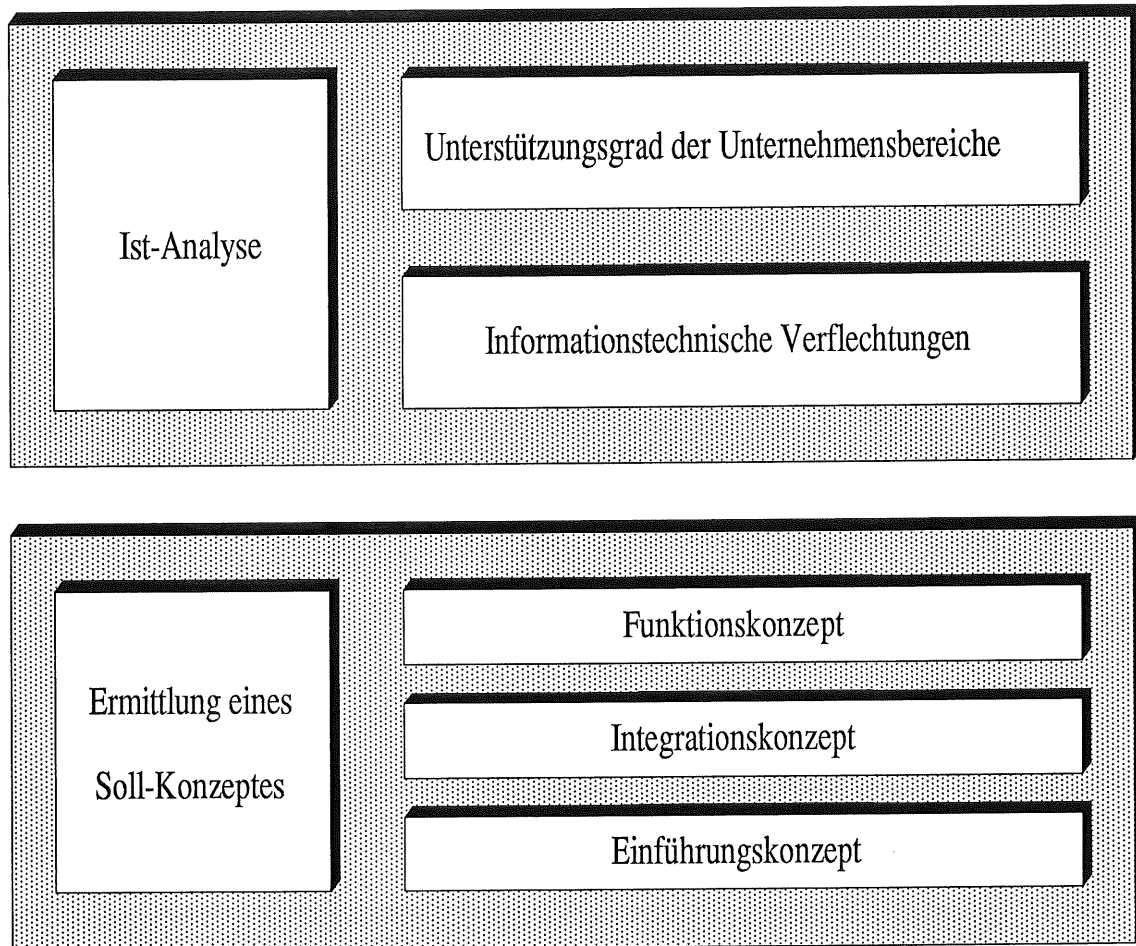 Ist-Analyse
Unterstützungsgrad der Unternehmensbereiche
Informationstechnische Verflechtungen
Ermittlung eines
Soll-Konzeptes
Funktionskonzept
Integrationskonzept
Einführungskonzept